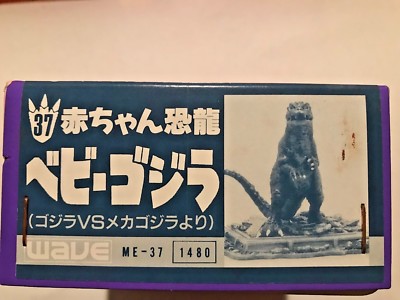 37 赤ちゃん恐龍
ベビーゴジラ
(ゴジラVSメカゴジラより)
WAVE ME-37 1480